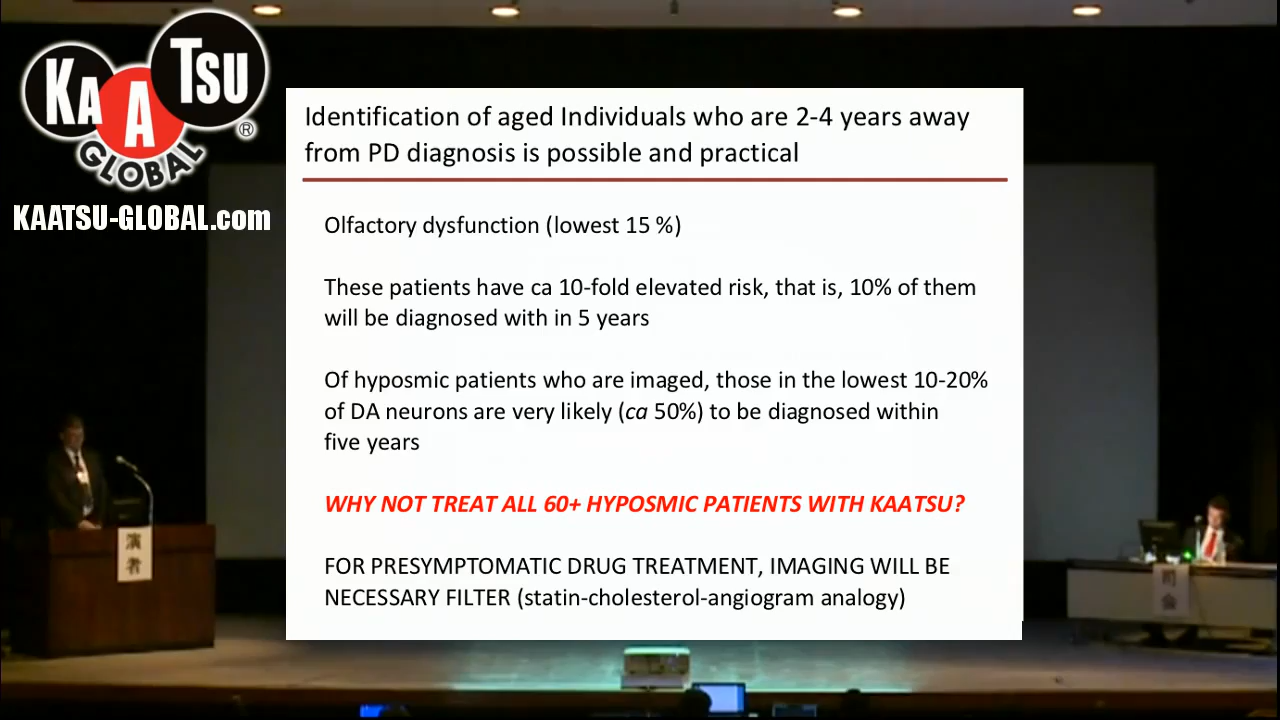 KAATSU
®
GLOBAL
KAATSU-GLOBAL.com
Identification of aged Individuals who are 2-4 years away
from PD diagnosis is possible and practical
Olfactory dysfunction (lowest 15 %)
These patients have ca 10-fold elevated risk, that is, 10% of them
will be diagnosed with in 5 years
Of hyposmic patients who are imaged, those in the lowest 10-20%
of DA neurons are very likely (ca 50%) to be diagnosed within
five years
WHY NOT TREAT ALL 60+ HYPOSMIC PATIENTS WITH KAATSU?
FOR PRESYMPTOMATIC DRUG TREATMENT, IMAGING WILL BE
NECESSARY FILTER (statin-cholesterol-angiogram analogy)
演
者